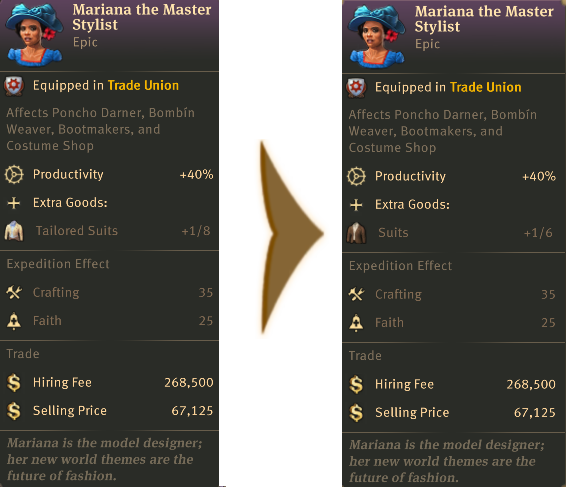 Mariana the Master
Stylist
Epic
Equipped in Trade Union
Affects Poncho Darner, Bombín
Weaver, Bootmakers, and
Costume Shop
Productivity +40%
Extra Goods:
Tailored Suits +1/8
Expedition Effect
Crafting 35
Faith 25
Trade
Hiring Fee 268,500
Selling Price 67,125
Mariana is the model designer;
her new world themes are the
future of fashion.
Mariana the Master
Stylist
Epic
Equipped in Trade Union
Affects Poncho Darner, Bombín
Weaver, Bootmakers, and
Costume Shop
Productivity +40%
Extra Goods:
Suits +1/6
Expedition Effect
Crafting 35
Faith 25
Trade
Hiring Fee 268,500
Selling Price 67,125
Mariana is the model designer;
her new world themes are the
future of fashion.